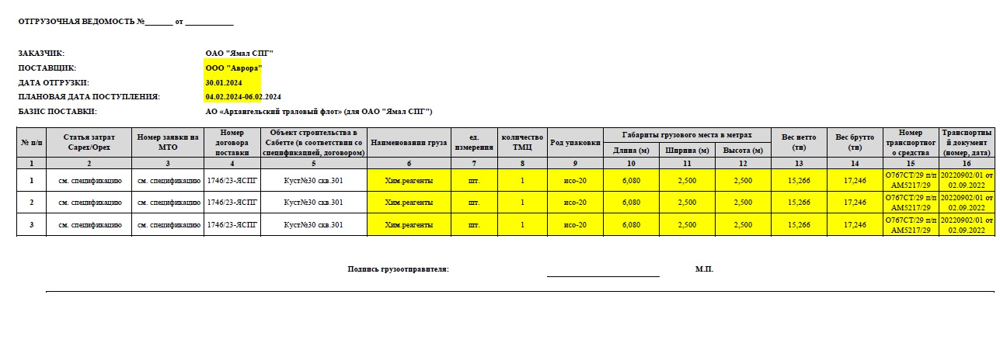 ОТГРУЗОЧНАЯ ВЕДОМОСТЬ №_______ от ____________
ЗАКАЗЧИК: ОАО "Ямал СПГ"
ПОСТАВЩИК: ООО "Аврора"
ДАТА ОТГРУЗКИ: 30.01.2024
ПЛАНОВАЯ ДАТА ПОСТУПЛЕНИЯ: 04.02.2024-06.02.2024
БАЗИС ПОСТАВКИ: АО «Архангельский траловый флот» (для ОАО "Ямал СПГ")
№ п/п
Статья затрат
Capex/Opex
Номер заявки на
МТО
Номер
договора
поставки
Объект строительства в
Сабетте (в соответствии со
спецификацией, договором)
Наименовании груза
ед.
измерения
количество
ТМЦ
Род упаковки
Габариты грузового места в метрах
Длина (м) Ширина (м) Высота (м)
Вес нетто
(тн)
Вес брутто
(тн)
Номер
транспортног
о средства
Транспортны
й документ
(номер, дата)
1 2 3 4 5 6 7 8 9 10 11 12 13 14 15 16
1 см. спецификацию см. спецификацию 1746/23-ЯСПГ Куст№30 скв.301 Хим.реагенты шт. 1 исо-20 6,080 2,500 2,500 15,266 17,246 О767СТ/29 п/п 20220902/01 от
АМ5217/29 02.09.2022
2 см. спецификацию см. спецификацию 1746/23-ЯСПГ Куст№30 скв.301 Хим.реагенты шт. 1 исо-20 6,080 2,500 2,500 15,266 17,246 О767СТ/29 п/п 20220902/01 от
АМ5217/29 02.09.2022
3 см. спецификацию см. спецификацию 1746/23-ЯСПГ Куст№30 скв.301 Хим.реагенты шт. 1 исо-20 6,080 2,500 2,500 15,266 17,246 О767СТ/29 п/п 20220902/01 от
АМ5217/29 02.09.2022
Подпись грузоотправителя: М.П.